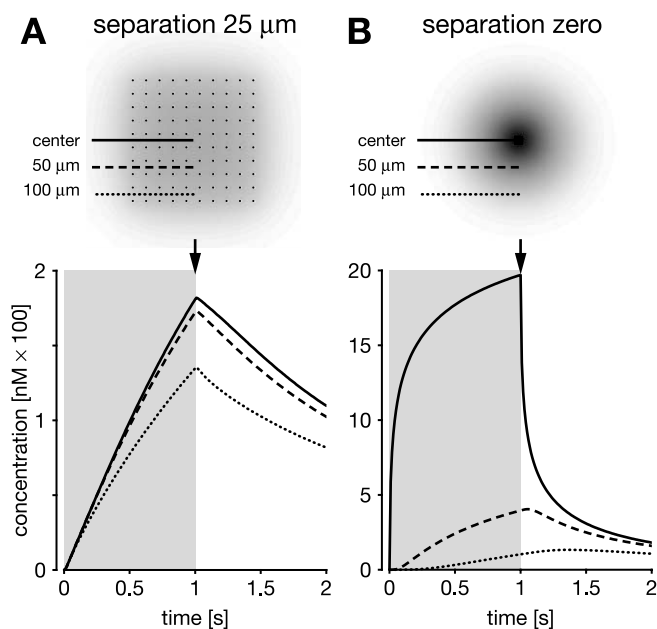 A separation 25 μm
center
50 μm
100 μm
concentration [nM × 100]
2
1
0
0 0.5 1 1.5 2
time [s]
B separation zero
center
50 μm
100 μm
20
15
10
5
0
0 0.5 1 1.5 2
time [s]